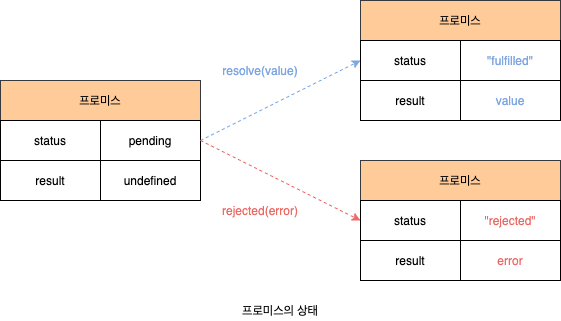 프로미스
status pending
result undefined
resolve(value)
rejected(error)
프로미스
status "fulfilled"
result value
프로미스
status "rejected"
result error
프로미스의 상태